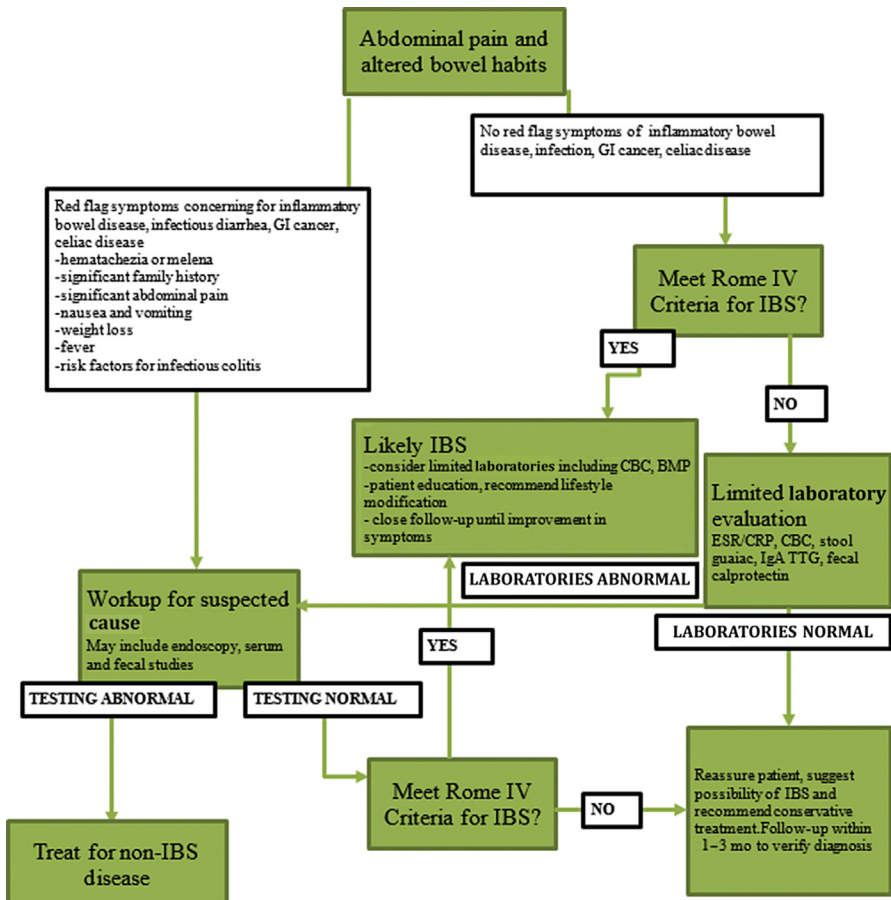 Abdominal pain and
altered bowel habits
No red flag symptoms of inflammatory bowel
disease, infection, GI cancer, celiac disease
Red flag symptoms concerning for inflammatory
bowel disease, infectious diarrhea, GI cancer,
celiac disease
-hematachezia or melena
-significant family history
-significant abdominal pain
-nausea and vomiting
-weight loss
-fever
-risk factors for infectious colitis
Meet Rome IV
Criteria for IBS?
YES
NO
Likely IBS
-consider limited laboratories including CBC, BMP
-patient education, recommend lifestyle
modification
- close follow-up until improvement in
symptoms
Limited laboratory
evaluation
ESR/CRP, CBC, stool
guaiac, IgA TTG, fecal
calprotectin
LABORATORIES ABNORMAL
LABORATORIES NORMAL
Workup for suspected
cause
May include endoscopy, serum
and fecal studies
YES
TESTING ABNORMAL
TESTING NORMAL
Meet Rome IV
Criteria for IBS?
NO
Reassure patient, suggest
possibility of IBS and
recommend conservative
treatment.Follow-up within
1–3 mo to verify diagnosis
Treat for non-IBS
disease